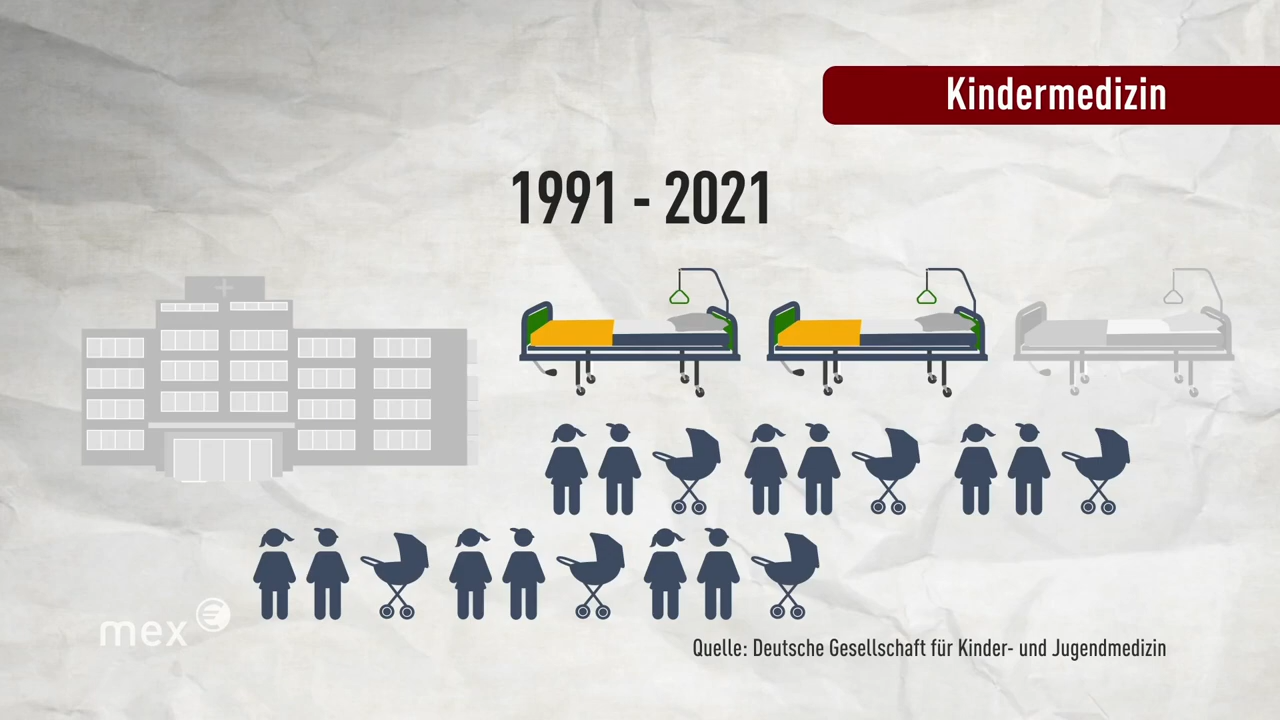 Kindermedizin
1991 - 2021
mex €
Quelle: Deutsche Gesellschaft für Kinder- und Jugendmedizin